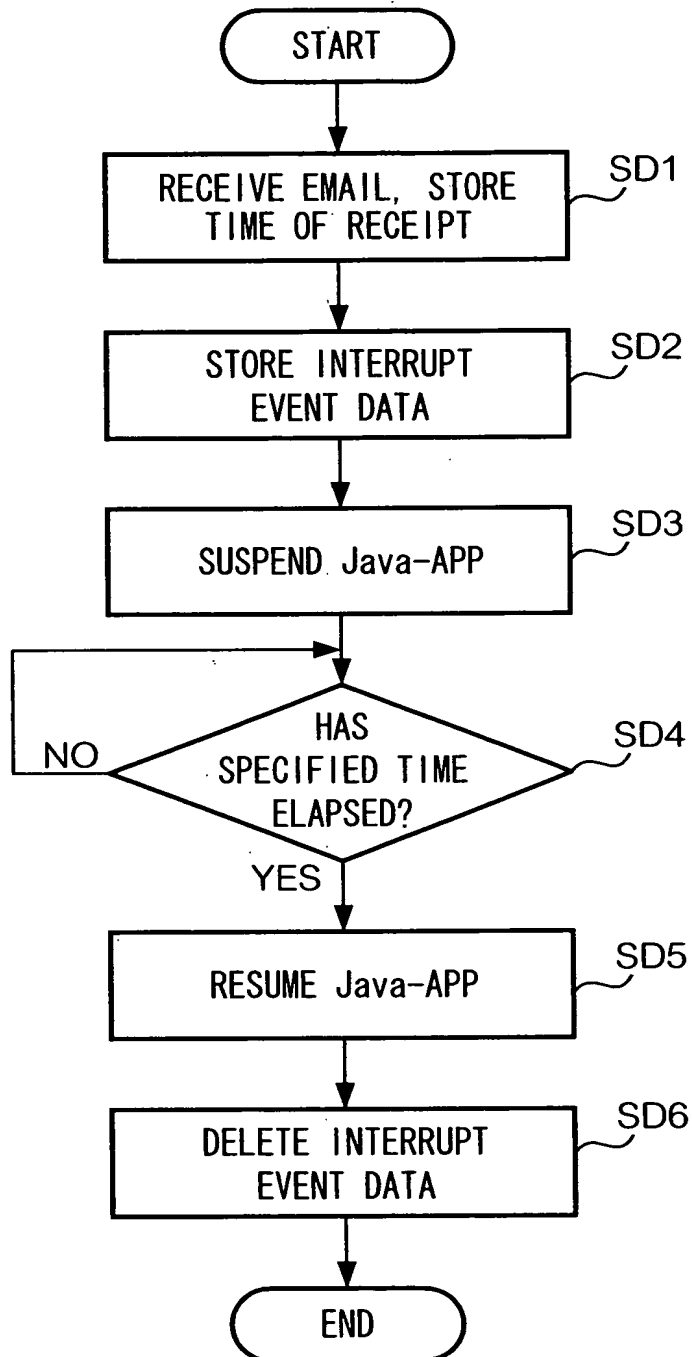 START
RECEIVE EMAIL, STORE
TIME OF RECEIPT
SD1
STORE INTERRUPT
EVENT DATA
SD2
SUSPEND Java-APP
SD3
HAS
SPECIFIED TIME
ELAPSED?
SD4
NO
YES
RESUME Java-APP
SD5
DELETE INTERRUPT
EVENT DATA
SD6
END